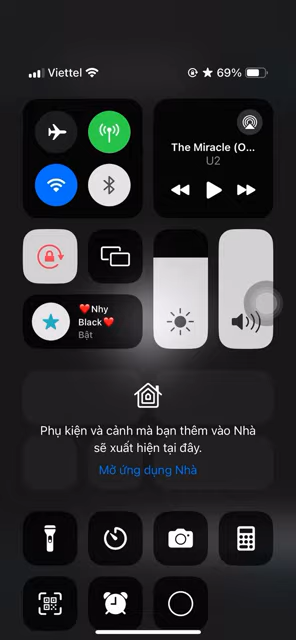 Viettel 69%
The Miracle (O...
U2
❤️Nhy
Black❤️
Bật
Phụ kiện và cảnh mà bạn thêm vào Nhà
sẽ xuất hiện tại đây.
Mở ứng dụng Nhà